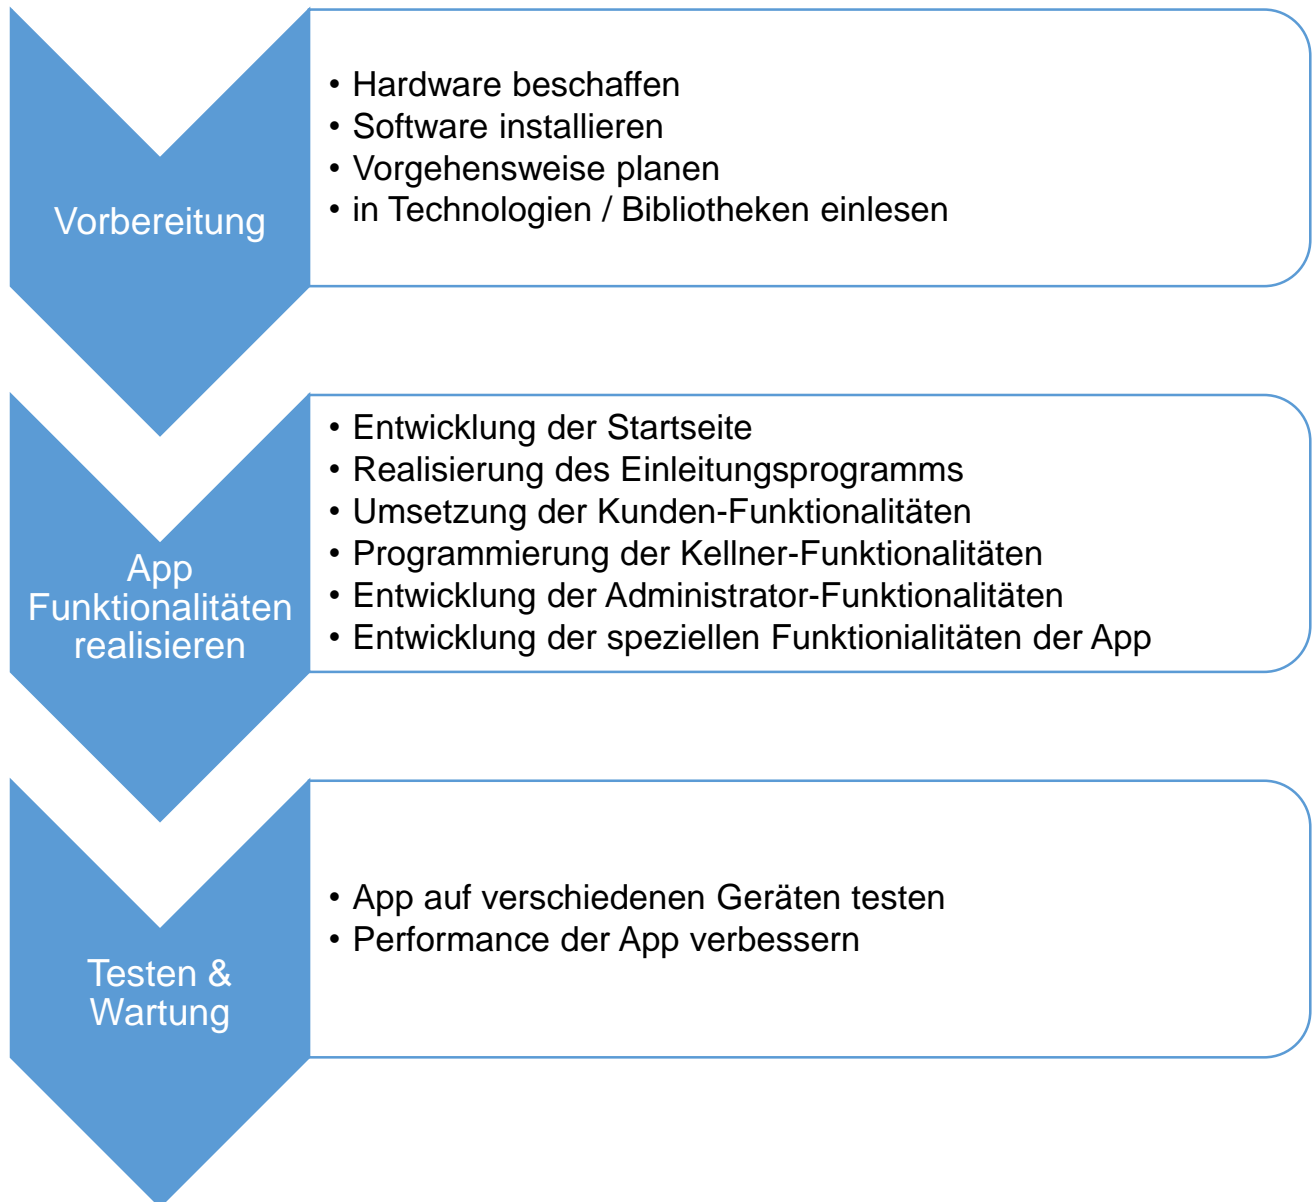 Vorbereitung
• Hardware beschaffen
• Software installieren
• Vorgehensweise planen
• in Technologien / Bibliotheken einlesen
App
Funktionalitäten
realisieren
• Entwicklung der Startseite
• Realisierung des Einleitungsprogramms
• Umsetzung der Kunden-Funktionalitäten
• Programmierung der Kellner-Funktionalitäten
• Entwicklung der Administrator-Funktionalitäten
• Entwicklung der speziellen Funktionialitäten der App
Testen &
Wartung
• App auf verschiedenen Geräten testen
• Performance der App verbessern